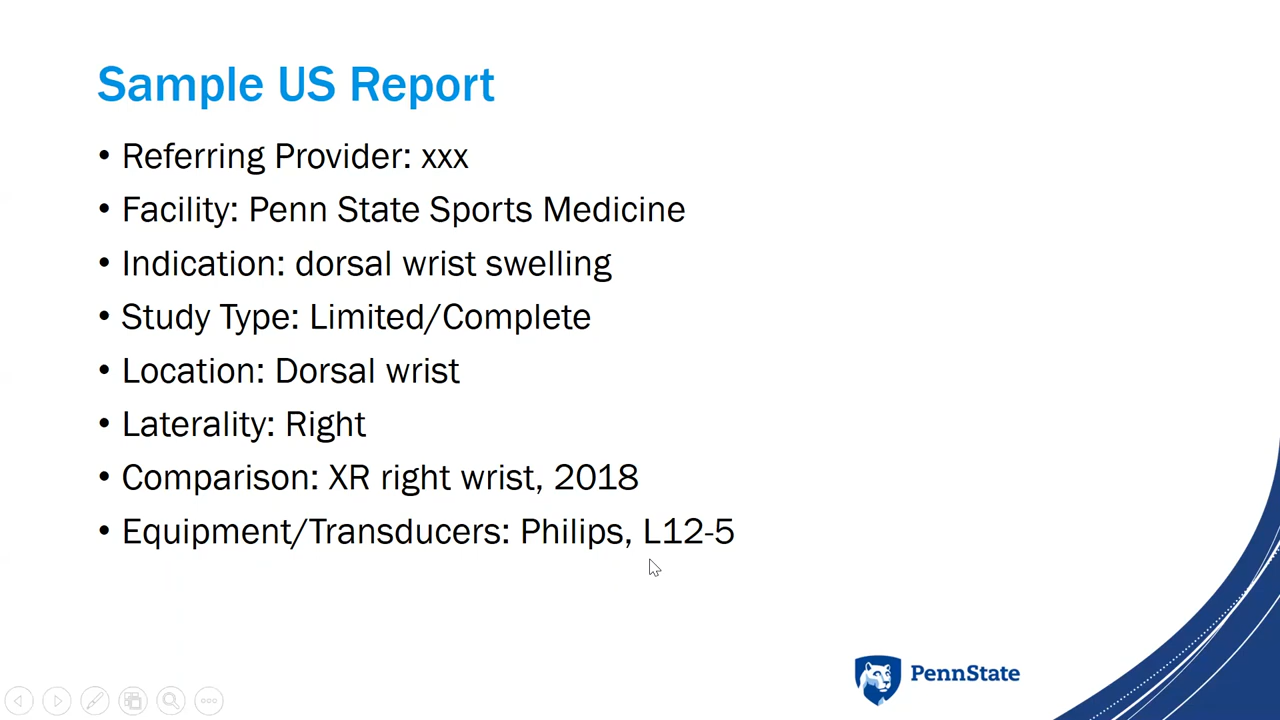 Sample US Report
• Referring Provider: xxx
• Facility: Penn State Sports Medicine
• Indication: dorsal wrist swelling
• Study Type: Limited/Complete
• Location: Dorsal wrist
• Laterality: Right
• Comparison: XR right wrist, 2018
• Equipment/Transducers: Philips, L12-5
PennState